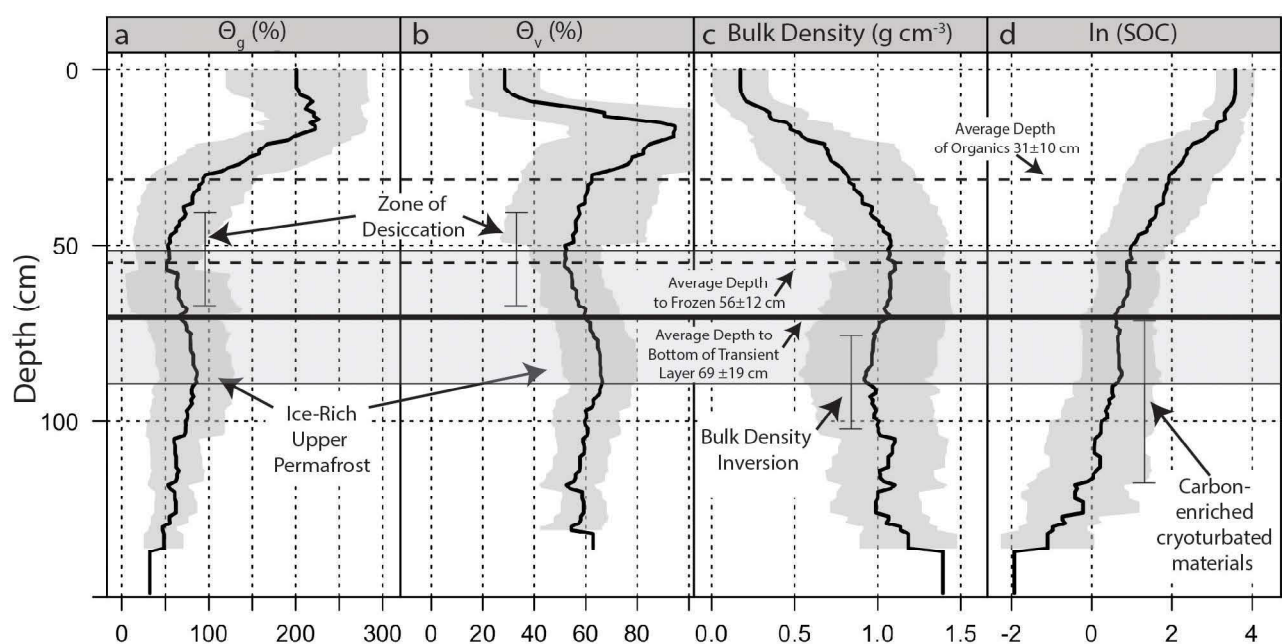 a
Θg (%)
b
Θv (%)
c
Bulk Density (g cm-3)
d
ln (SOC)
Depth (cm)
0
50
100
Average Depth
of Organics 31±10 cm
Zone of
Desiccation
Average Depth
to Frozen 56±12 cm
Average Depth to
Bottom of Transient
Layer 69 ±19 cm
Ice-Rich
Upper
Permafrost
Bulk Density
Inversion
Carbon-
enriched
cryoturbated
materials
0 100 200 300
0 20 40 60 80
0.0 0.5 1.0 1.5
-2 0 2 4